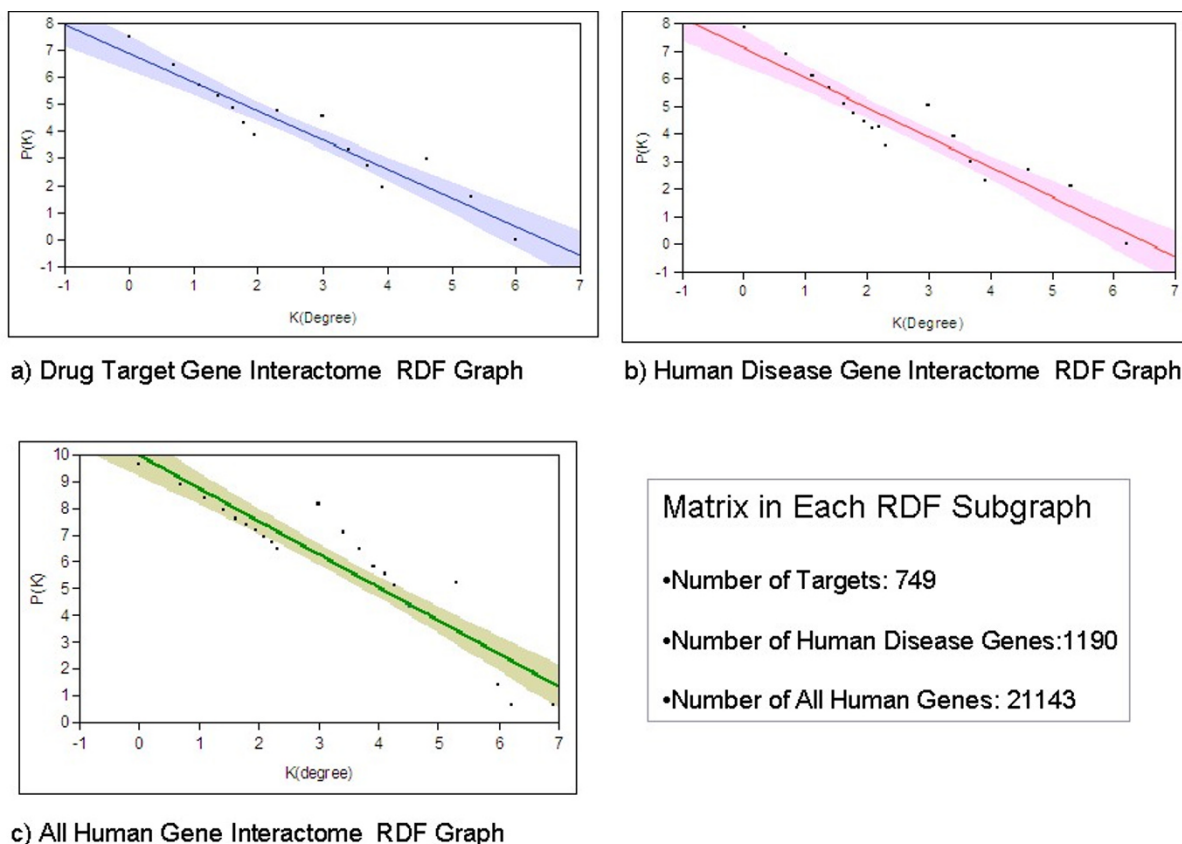 8
7
6
5
4
3
2
1
0
-1
P(K)
-1 0 1 2 3 4 5 6 7
K(Degree)
a) Drug Target Gene Interactome RDF Graph
8
7
6
5
4
3
2
1
0
-1
P(K)
-1 0 1 2 3 4 5 6 7
K(Degree)
b) Human Disease Gene Interactome RDF Graph
10
9
8
7
6
5
4
3
2
1
0
P(K)
-1 0 1 2 3 4 5 6 7
K(degree)
c) All Human Gene Interactome RDF Graph
Matrix in Each RDF Subgraph
•Number of Targets: 749
•Number of Human Disease Genes:1190
•Number of All Human Genes: 21143